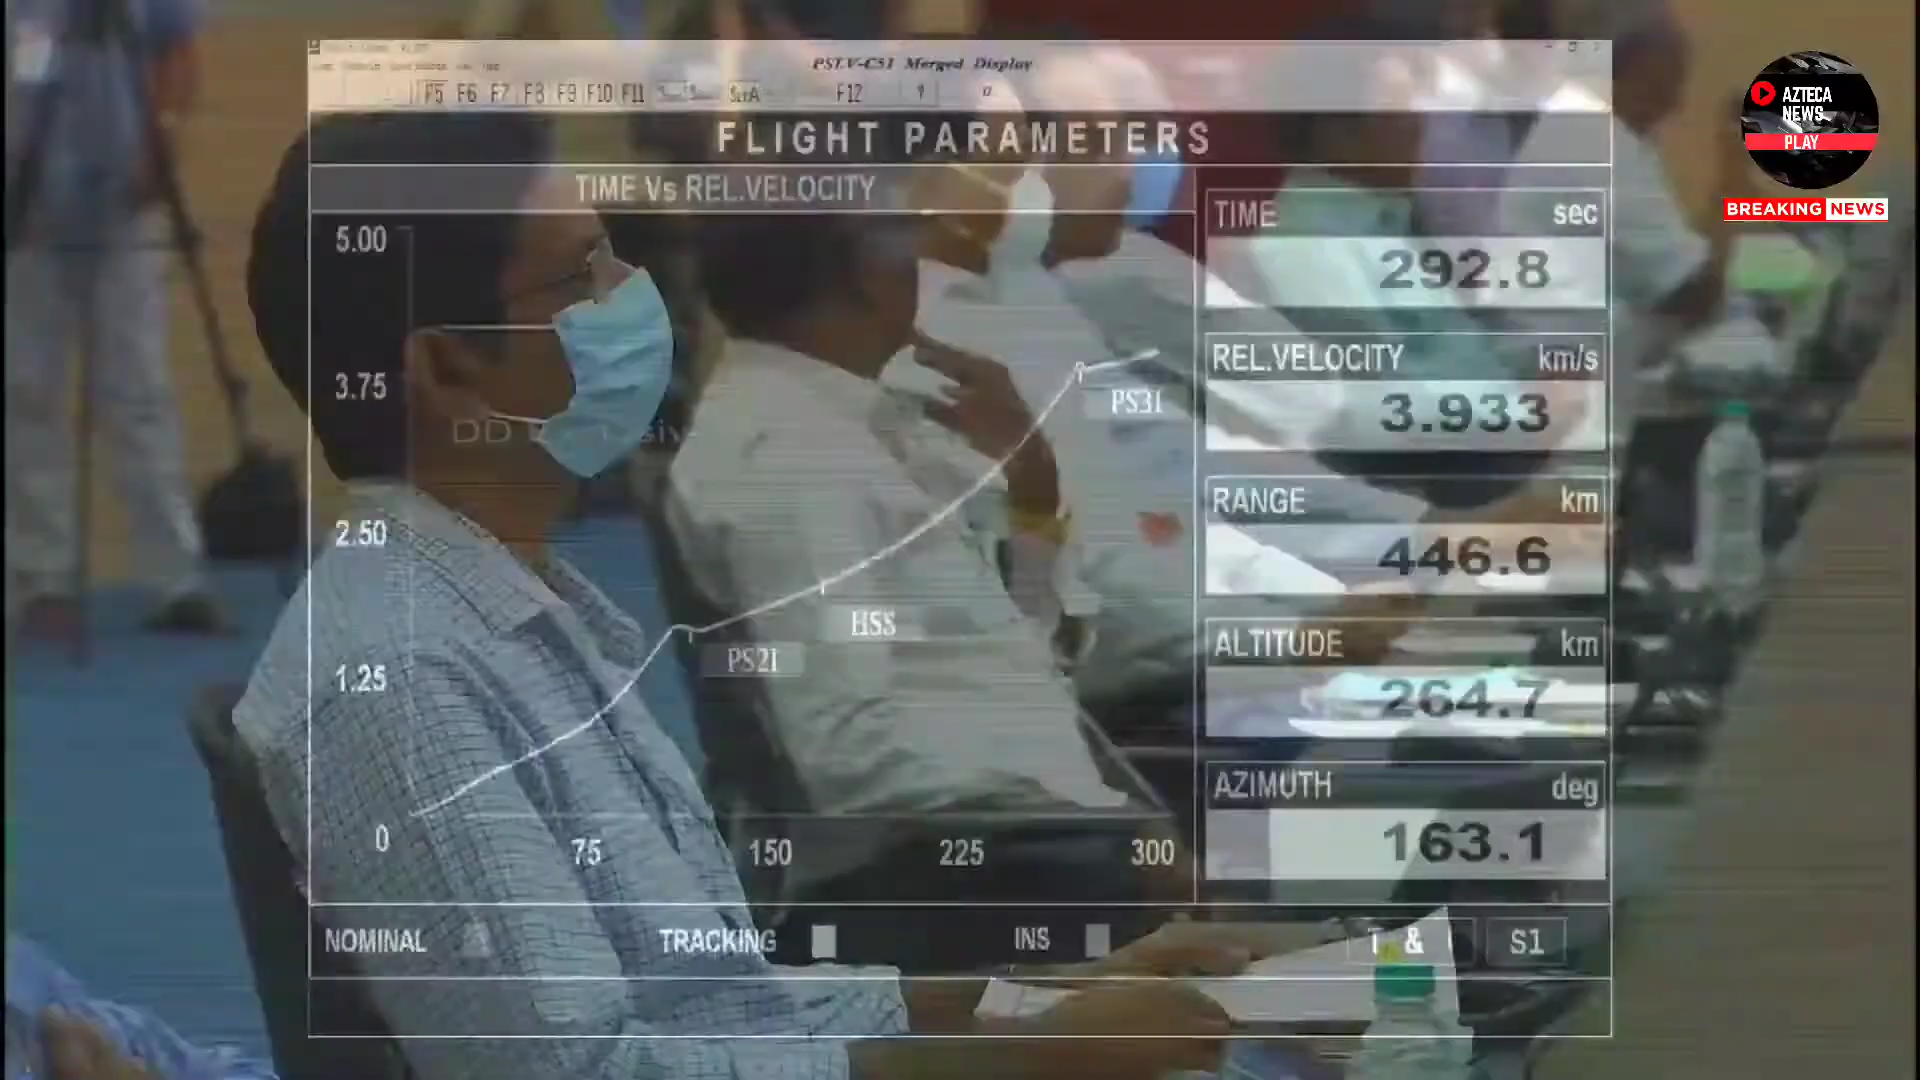 PSLV-C51 Merged Display
F5 F6 F7 F8 F9 F10 F11 ScrA F12 ?
FLIGHT PARAMETERS
TIME Vs REL.VELOCITY
5.00
3.75
2.50
1.25
0
75 150 225 300
PS2I
HSS
PS3I
TIME sec
292.8
REL.VELOCITY km/s
3.933
RANGE km
446.6
ALTITUDE km
264.7
AZIMUTH deg
163.1
NOMINAL TRACKING INS T & I S1
DD
AZTECA
NEWS
PLAY
BREAKING NEWS